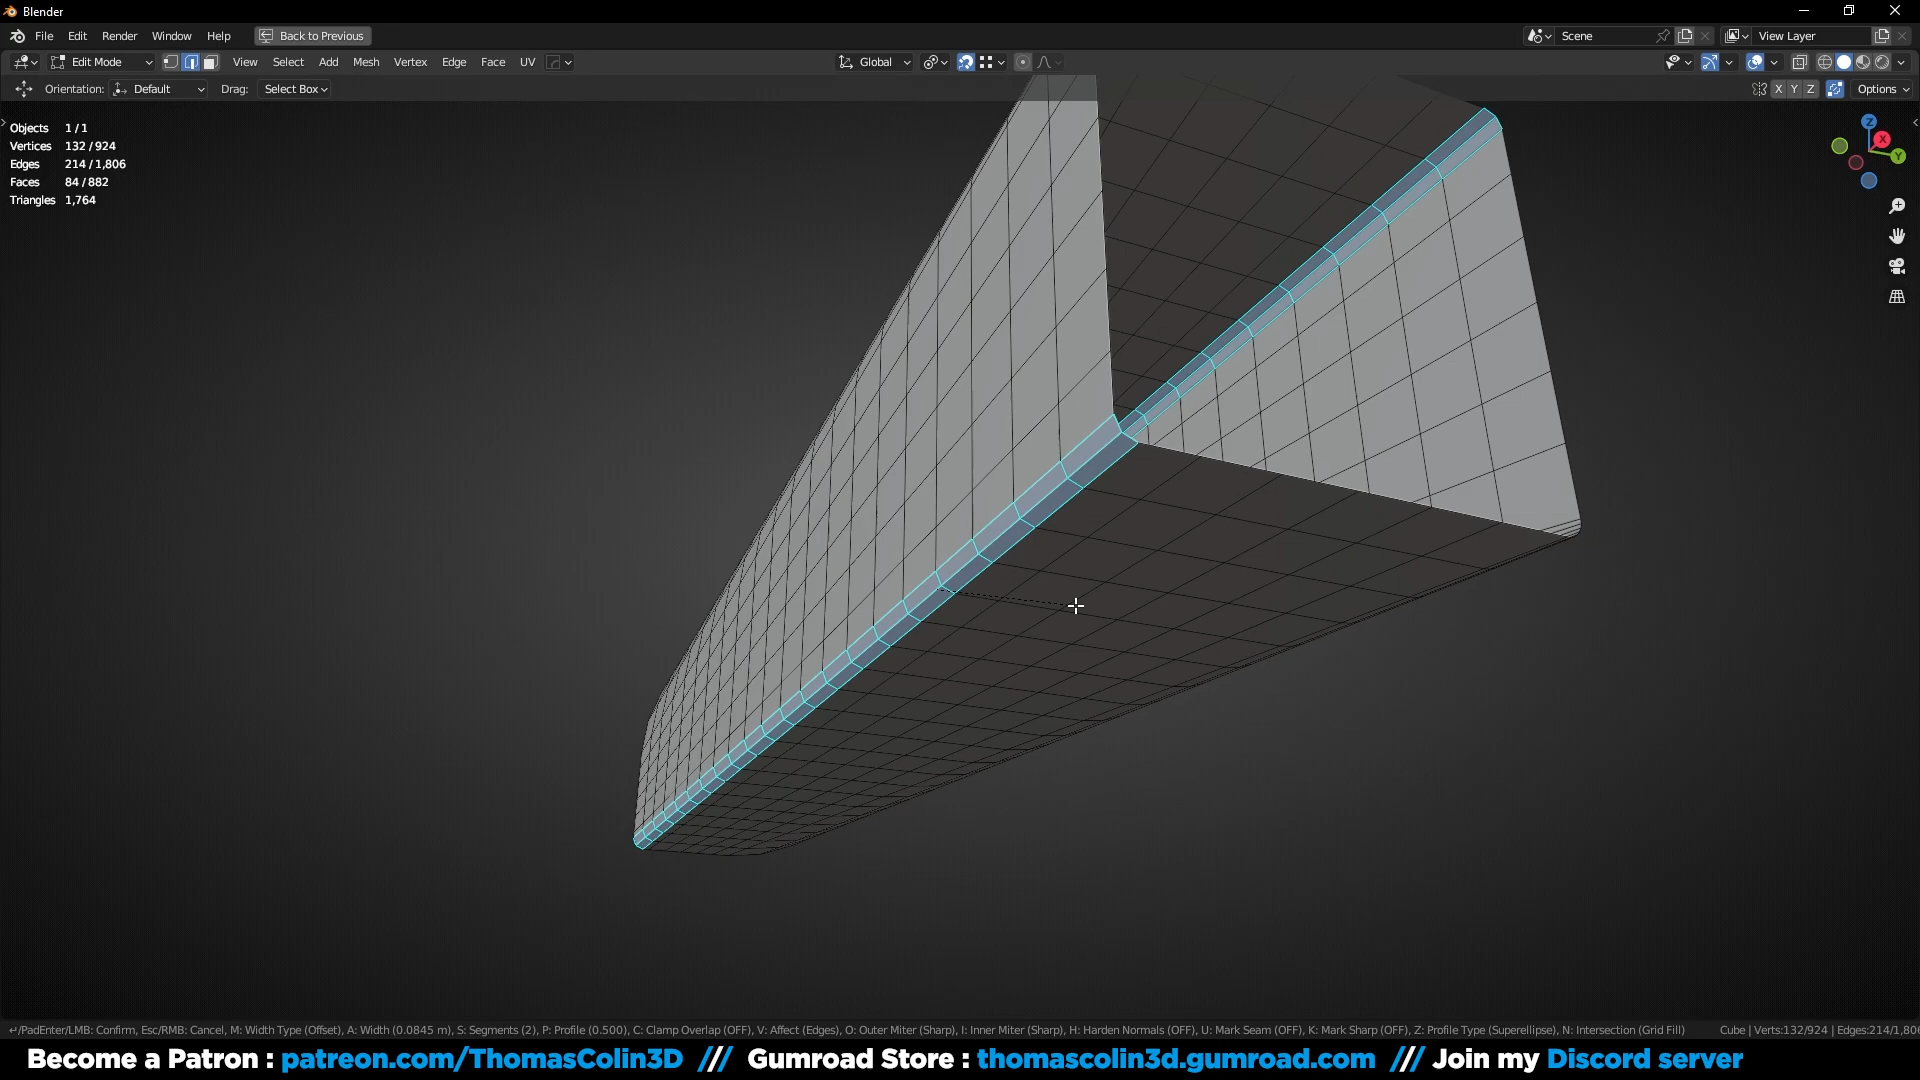 Blender
File Edit Render Window Help Back to Previous Scene View Layer
Edit Mode View Select Add Mesh Vertex Edge Face UV Global
Orientation: Default Drag: Select Box X Y Z Options
Objects 1 / 1
Vertices 132 / 924
Edges 214 / 1,806
Faces 84 / 882
Triangles 1,764
Z
X
Y
↵/PadEnter/LMB: Confirm, Esc/RMB: Cancel, M: Width Type (Offset), A: Width (0.0845 m), S: Segments (2), P: Profile (0.500), C: Clamp Overlap (OFF), V: Affect (Edges), O: Outer Miter (Sharp), I: Inner Miter (Sharp), H: Harden Normals (OFF), U: Mark Seam (OFF), K: Mark Sharp (OFF), Z: Profile Type (Superellipse), N: Intersection (Grid Fill) Cube | Verts:132/924 | Edges:214/1,806
Become a Patron : patreon.com/ThomasColin3D /// Gumroad Store : thomascolin3d.gumroad.com /// Join my Discord server